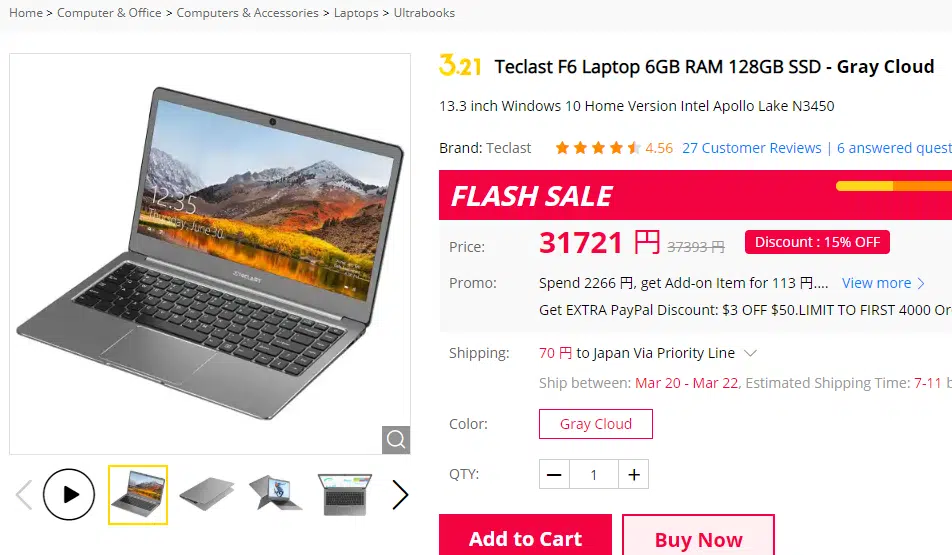 Home > Computer & Office > Computers & Accessories > Laptops > Ultrabooks
3.21 Teclast F6 Laptop 6GB RAM 128GB SSD - Gray Cloud
13.3 inch Windows 10 Home Version Intel Apollo Lake N3450
Brand: Teclast 4.56 27 Customer Reviews | 6 answered quest
FLASH SALE
Price: 31721 円 37393 円 Discount : 15% OFF
Promo: Spend 2266 円, get Add-on Item for 113 円.... View more
Get EXTRA PayPal Discount: $3 OFF $50.LIMIT TO FIRST 4000 Or
Shipping: 70 円 to Japan Via Priority Line
Ship between: Mar 20 - Mar 22, Estimated Shipping Time: 7-11 b
Color: Gray Cloud
QTY: 1
Add to Cart Buy Now
12:35
Thursday, June 30
TECLAST